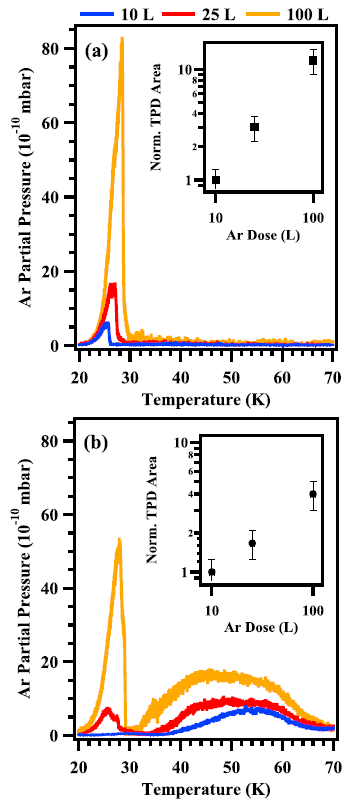 10 L 25 L 100 L
(a)
Ar Partial Pressure (10⁻¹⁰ mbar)
80
60
40
20
0
20 30 40 50 60 70
Temperature (K)
Norm. TPD Area
10
8
6
4
2
1
10 100
Ar Dose (L)
(b)
Ar Partial Pressure (10⁻¹⁰ mbar)
80
60
40
20
0
20 30 40 50 60 70
Temperature (K)
Norm. TPD Area
10
8
6
4
2
1
10 100
Ar Dose (L)